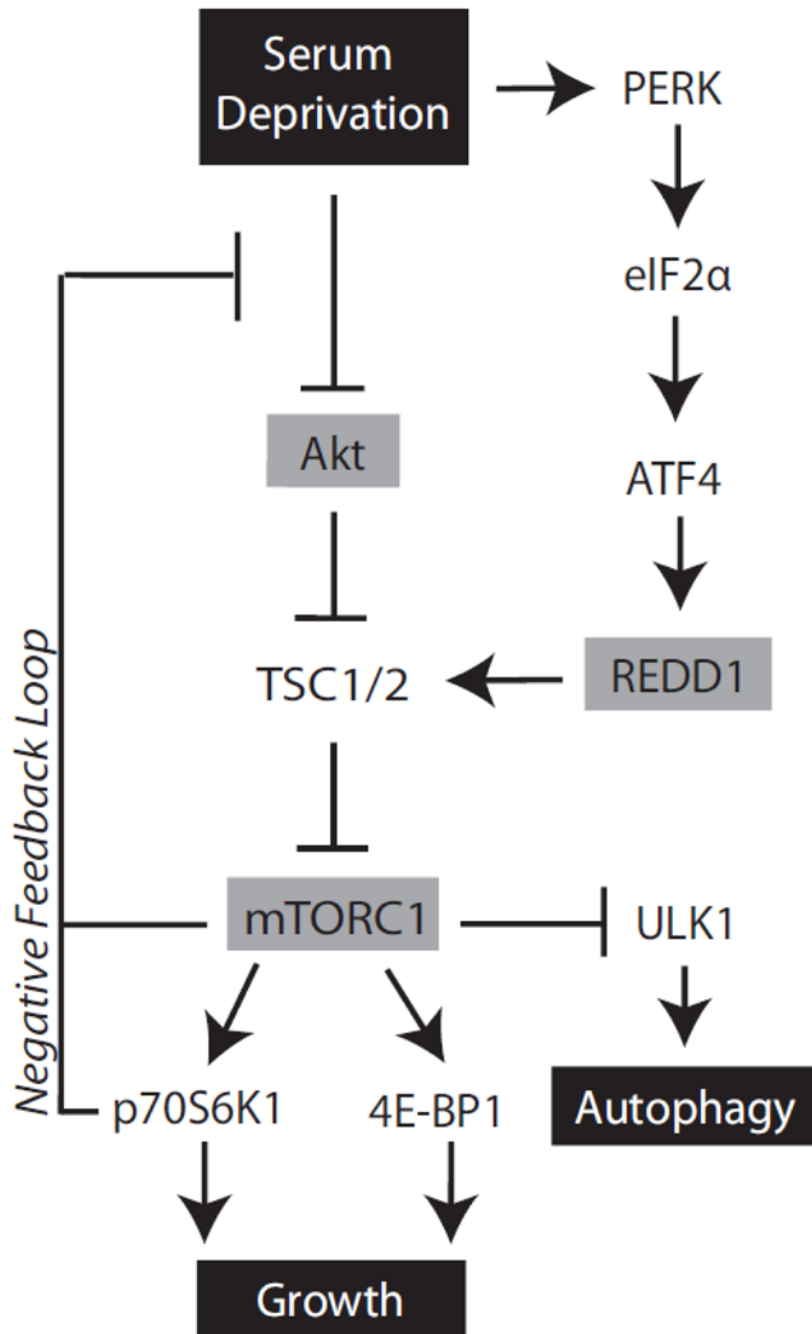 Serum
Deprivation
PERK
eIF2α
Akt
ATF4
TSC1/2
REDD1
Negative Feedback Loop
mTORC1
ULK1
p70S6K1
4E-BP1
Autophagy
Growth